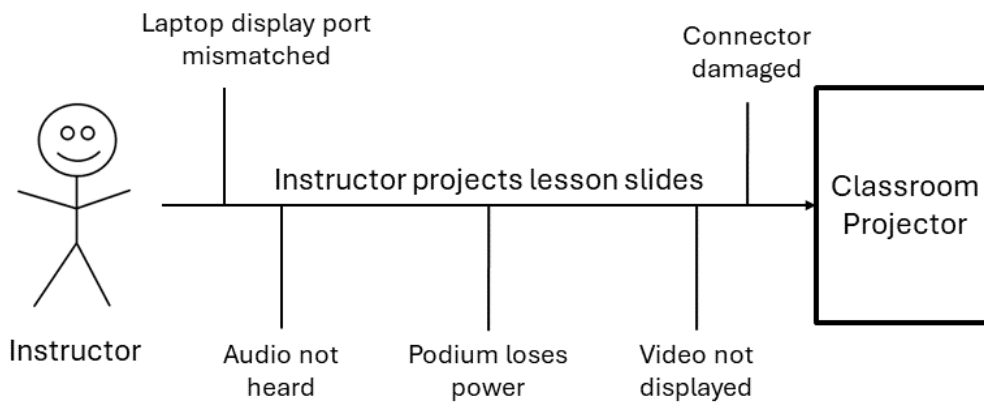 Laptop display port
mismatched
Connector
damaged
Instructor projects lesson slides
Classroom
Projector
Instructor
Audio not
heard
Podium loses
power
Video not
displayed